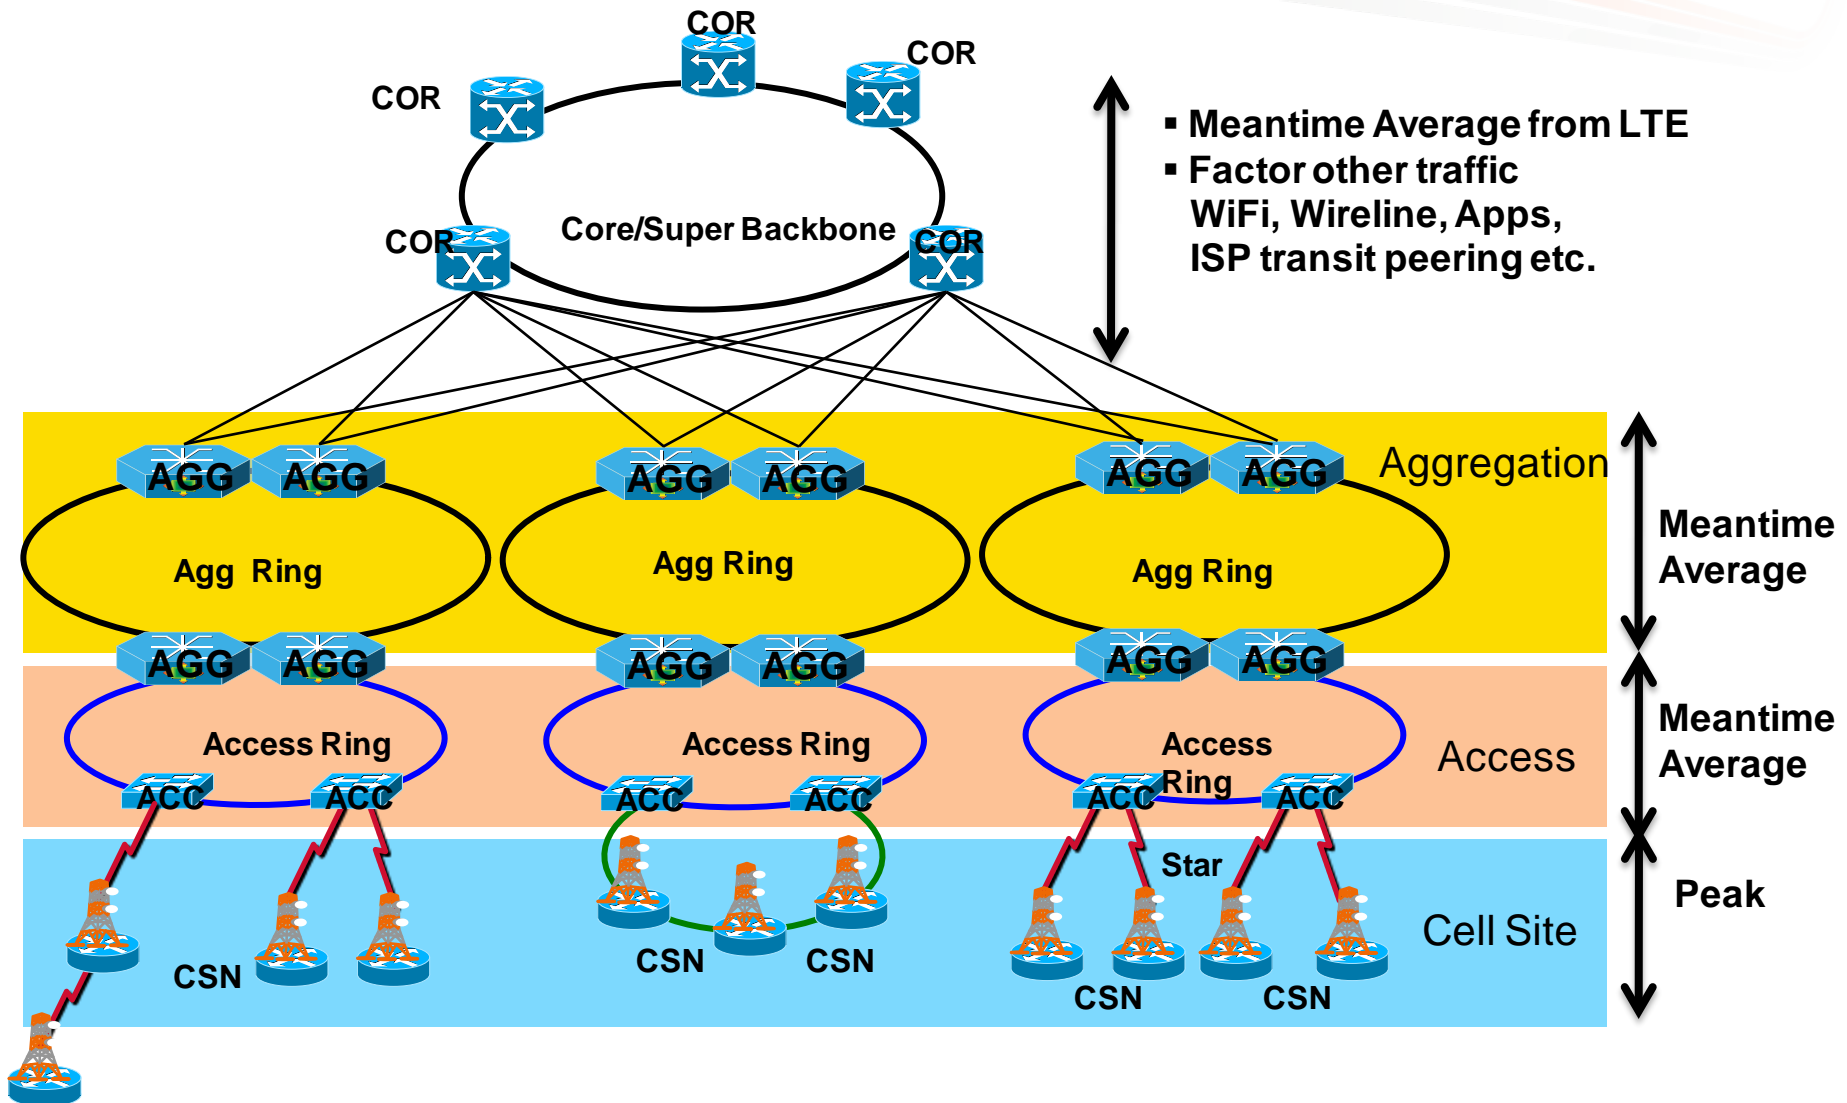 COR
COR
COR
▪ Meantime Average from LTE
▪ Factor other traffic
WiFi, Wireline, Apps,
ISP transit peering etc.
Core/Super Backbone
COR
COR
AGG AGG
AGG AGG
AGG AGG
Aggregation
Meantime
Average
Agg Ring
Agg Ring
Agg Ring
AGG AGG
AGG AGG
AGG AGG
Access Ring
Access Ring
Access
Ring
Access
Meantime
Average
ACC ACC
ACC ACC
ACC ACC
Star
Peak
Cell Site
CSN
CSN CSN
CSN CSN